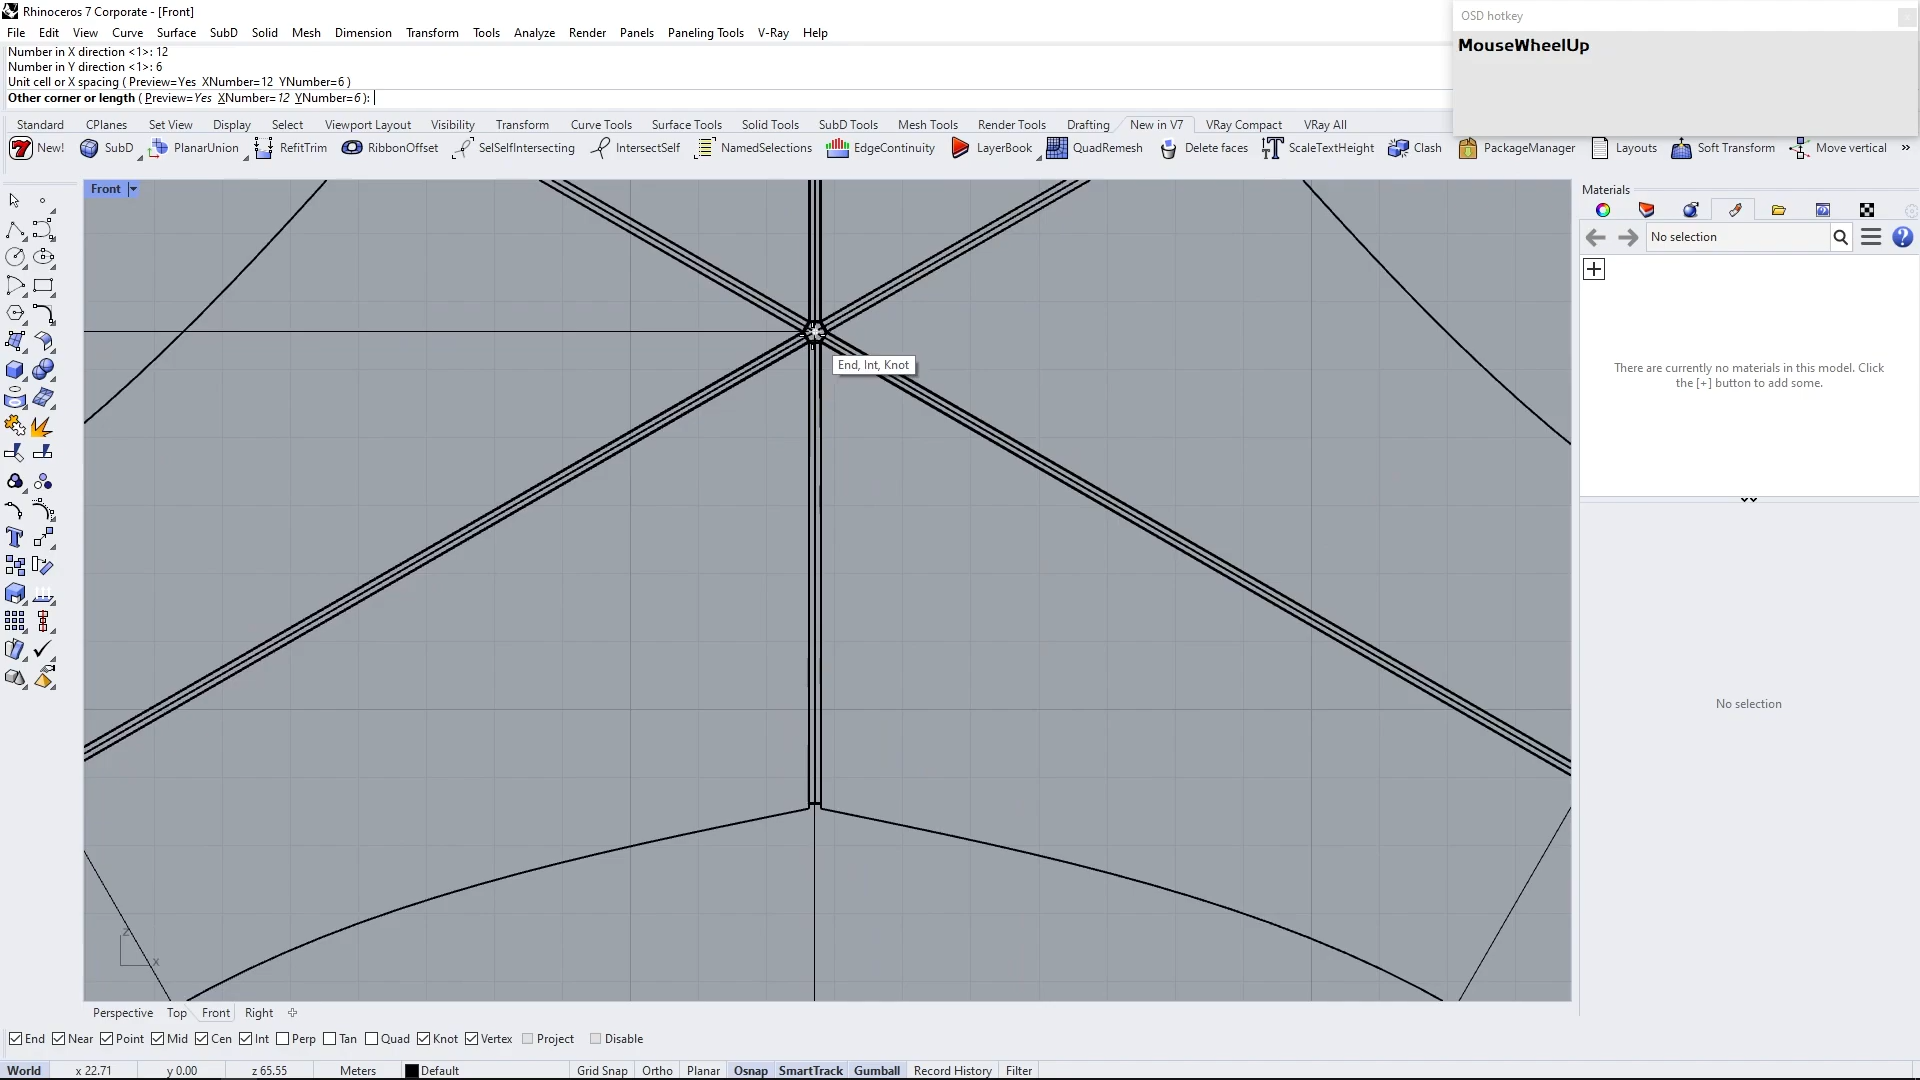 Rhinoceros 7 Corporate - [Front]
OSD hotkey
File Edit View Curve Surface SubD Solid Mesh Dimension Transform Tools Analyze Render Panels Paneling Tools V-Ray Help
MouseWheelUp
Number in X direction <1>: 12
Number in Y direction <1>: 6
Unit cell or X spacing ( Preview=Yes XNumber=12 YNumber=6 )
Other corner or length ( Preview=Yes XNumber=12 YNumber=6 ):
Standard CPlanes Set View Display Select Viewport Layout Visibility Transform Curve Tools Surface Tools Solid Tools SubD Tools Mesh Tools Render Tools Drafting New in V7 VRay Compact VRay All
New! SubD PlanarUnion RefitTrim RibbonOffset SelSelfIntersecting IntersectSelf NamedSelections EdgeContinuity LayerBook QuadRemesh Delete faces ScaleTextHeight Clash PackageManager Layouts Soft Transform Move vertical »
Front
Materials
No selection
End, Int, Knot
There are currently no materials in this model. Click
the [+] button to add some.
No selection
z
x
Perspective Top Front Right
End Near Point Mid Cen Int Perp Tan Quad Knot Vertex Project Disable
World x 22.71 y 0.00 z 65.55 Meters Default Grid Snap Ortho Planar Osnap SmartTrack Gumball Record History Filter